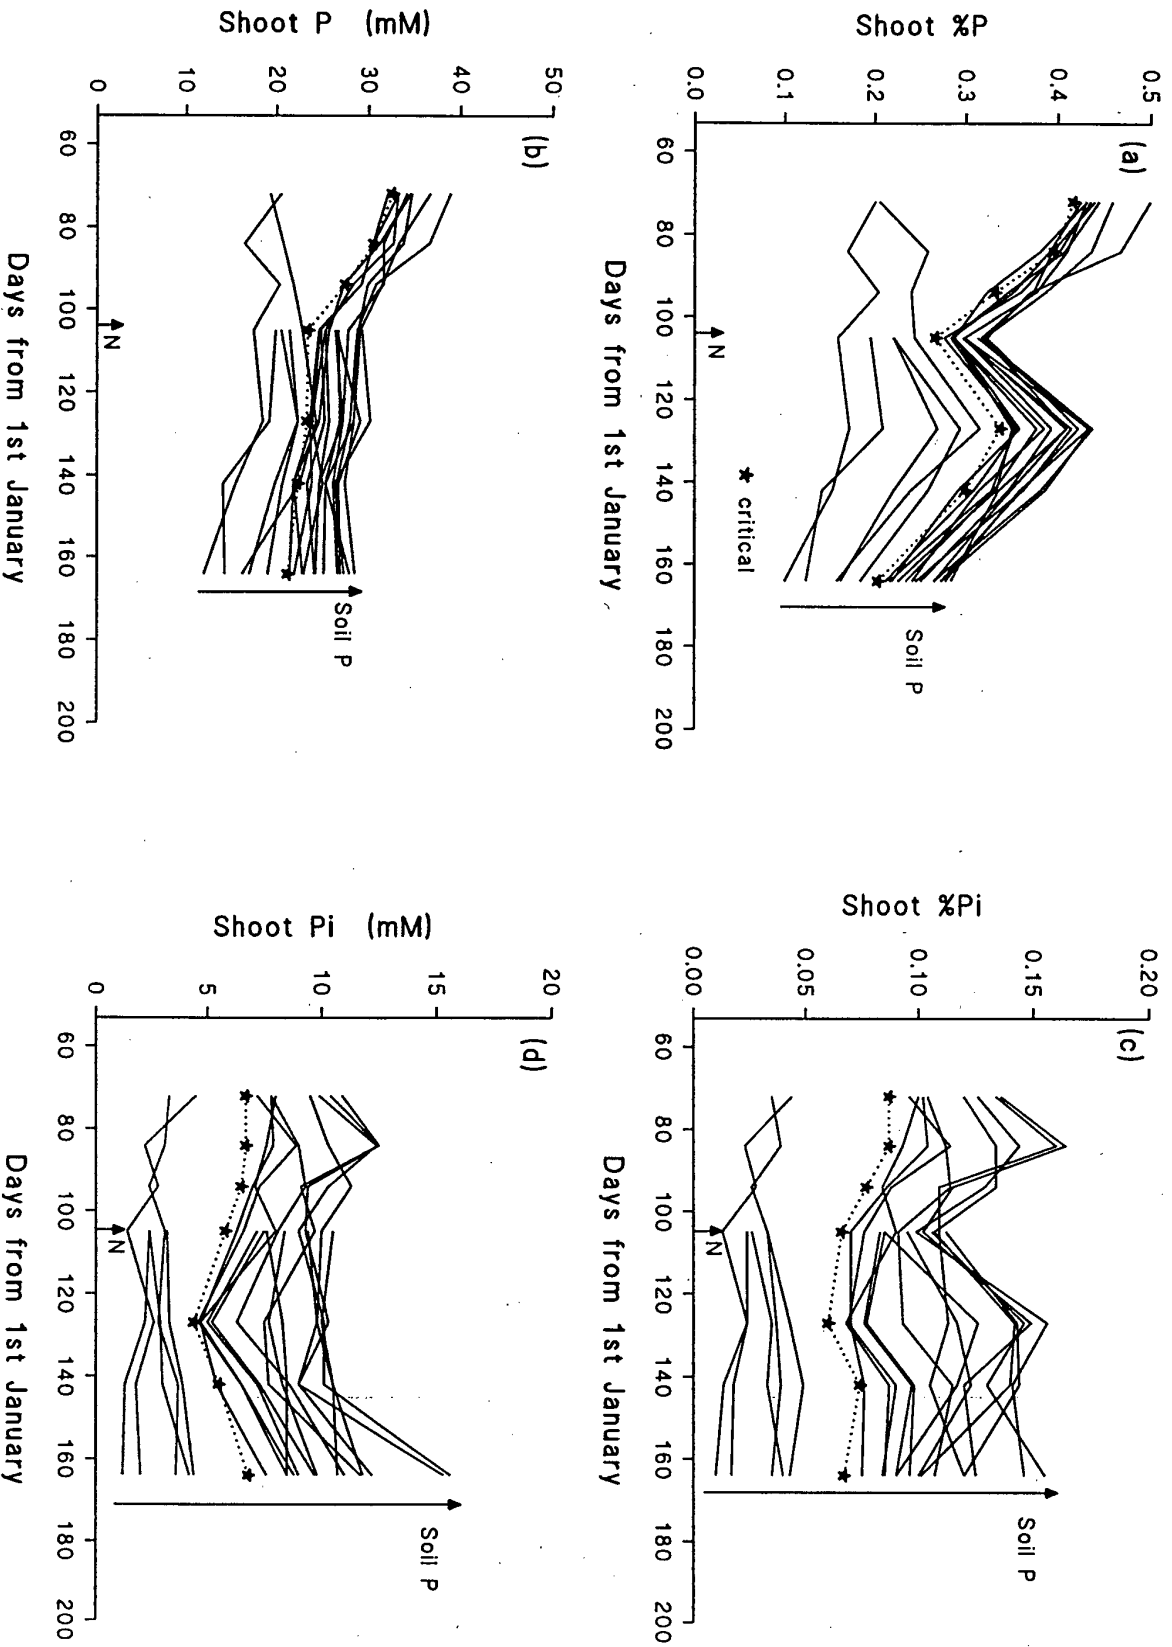 (a)
Shoot %P
0.5
0.4
0.3
0.2
0.1
0.0
60
80
100
120
140
160
180
200
N
★ critical
Soil P
Days from 1st January
(b)
Shoot P (mM)
50
40
30
20
10
0
60
80
100
120
140
160
180
200
N
Soil P
Days from 1st January
(c)
Shoot %Pi
0.20
0.15
0.10
0.05
0.00
60
80
100
120
140
160
180
200
N
Soil P
Days from 1st January
(d)
Shoot Pi (mM)
20
15
10
5
0
60
80
100
120
140
160
180
200
N
Soil P
Days from 1st January